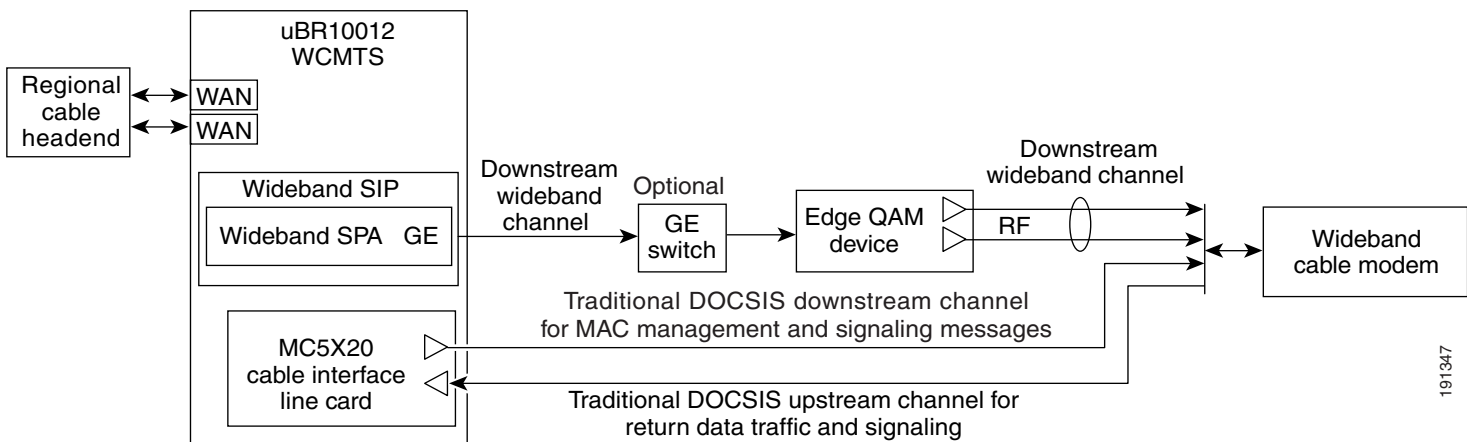 uBR10012
WCMTS
Regional
cable
headend
WAN
WAN
Wideband SIP
Wideband SPA GE
Downstream
wideband
channel
Optional
GE
switch
Edge QAM
device
RF
Downstream
wideband channel
Wideband
cable modem
Traditional DOCSIS downstream channel
for MAC management and signaling messages
MC5X20
cable interface
line card
Traditional DOCSIS upstream channel for
return data traffic and signaling
191347